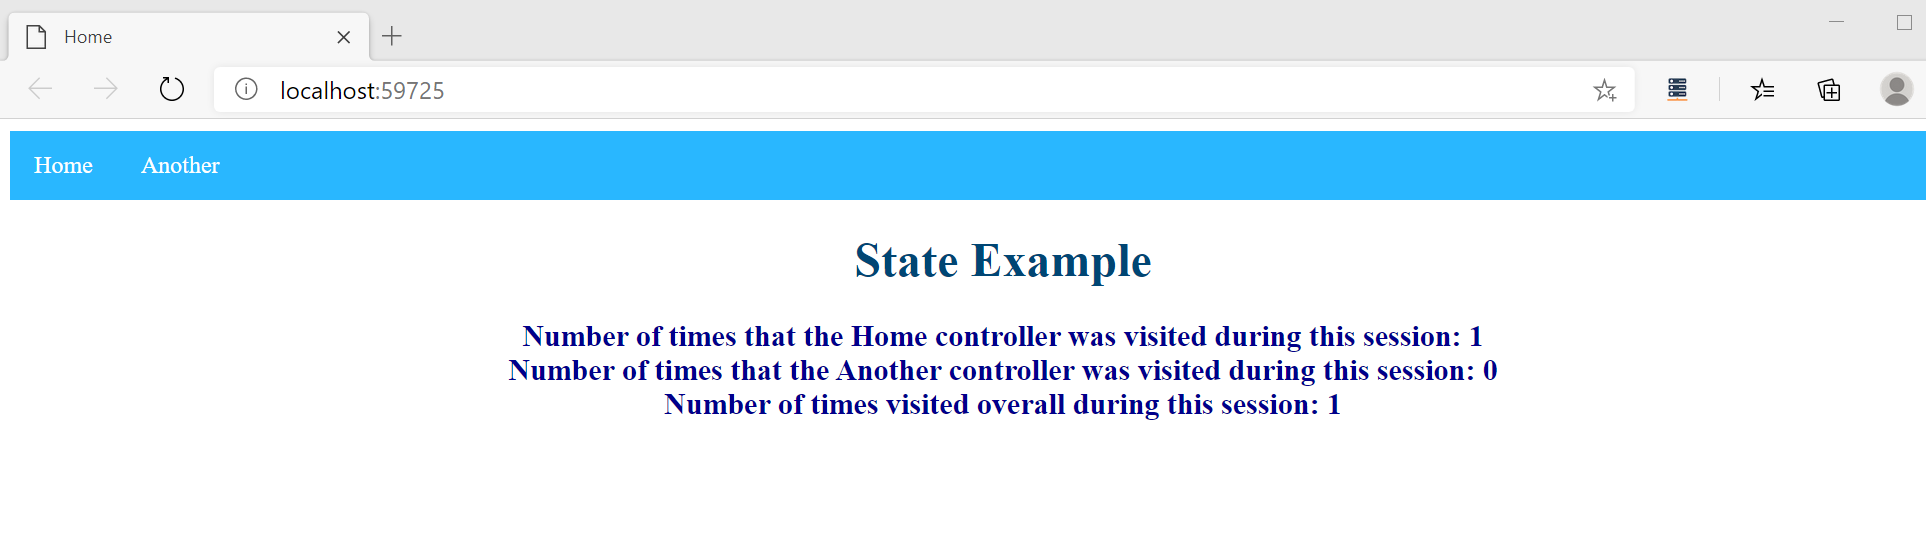 Home
localhost:59725
Home Another
State Example
Number of times that the Home controller was visited during this session: 1
Number of times that the Another controller was visited during this session: 0
Number of times visited overall during this session: 1